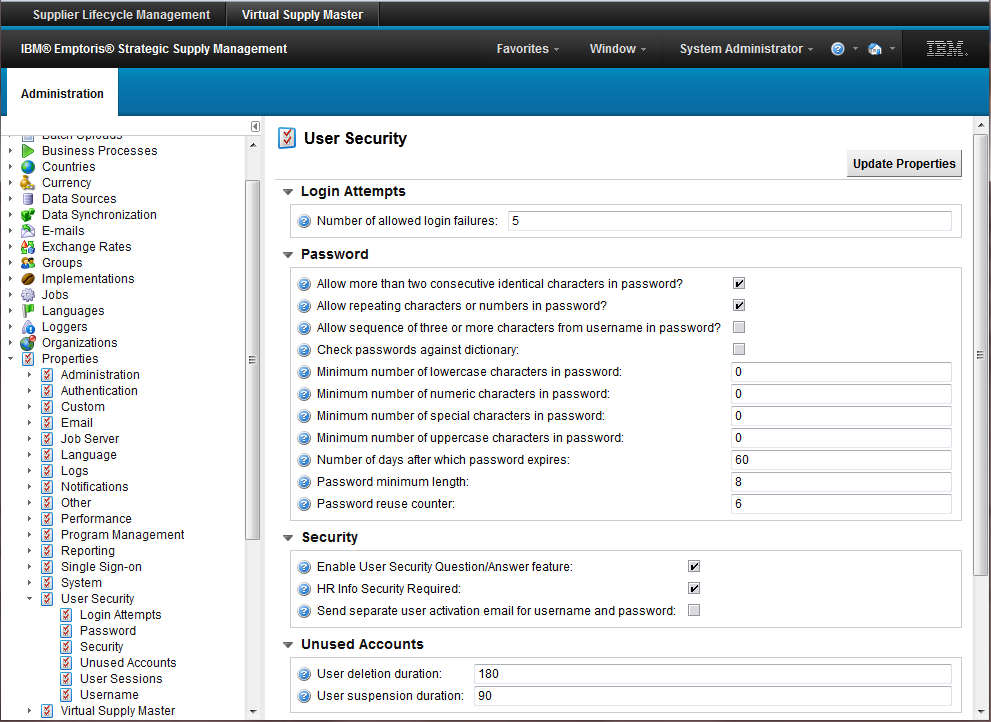 Supplier Lifecycle Management Virtual Supply Master
IBM® Emptoris® Strategic Supply Management Favorites Window System Administrator IBM.
Administration
Batch Uploads
Business Processes
Countries
Currency
Data Sources
Data Synchronization
E-mails
Exchange Rates
Groups
Implementations
Jobs
Languages
Loggers
Organizations
Properties
Administration
Authentication
Custom
Email
Job Server
Language
Logs
Notifications
Other
Performance
Program Management
Reporting
Single Sign-on
System
User Security
Login Attempts
Password
Security
Unused Accounts
User Sessions
Username
Virtual Supply Master
User Security
Update Properties
Login Attempts
Number of allowed login failures: 5
Password
Allow more than two consecutive identical characters in password?
Allow repeating characters or numbers in password?
Allow sequence of three or more characters from username in password?
Check passwords against dictionary:
Minimum number of lowercase characters in password: 0
Minimum number of numeric characters in password: 0
Minimum number of special characters in password: 0
Minimum number of uppercase characters in password: 0
Number of days after which password expires: 60
Password minimum length: 8
Password reuse counter: 6
Security
Enable User Security Question/Answer feature:
HR Info Security Required:
Send separate user activation email for username and password:
Unused Accounts
User deletion duration: 180
User suspension duration: 90